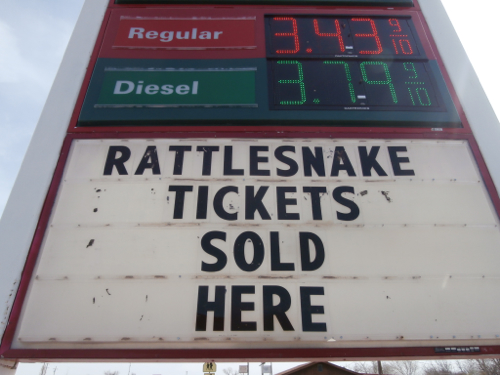 Regular 3.43 9/10
Diesel 3.79 9/10
RATTLESNAKE
TICKETS
SOLD
HERE